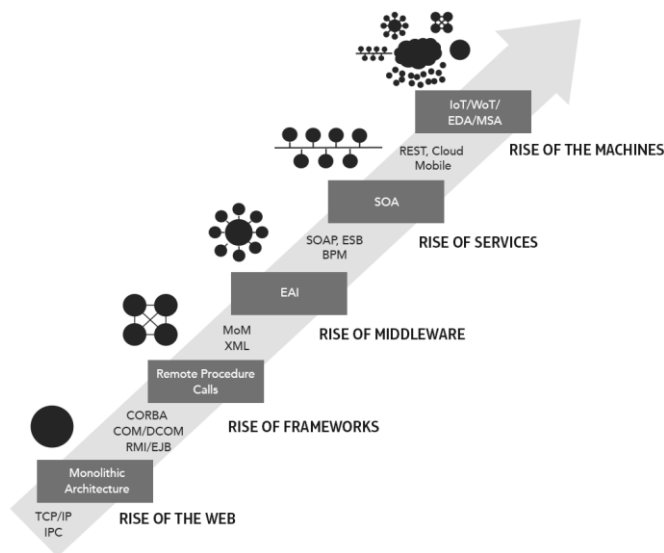 IoT/WoT/
EDA/MSA
REST, Cloud
Mobile
RISE OF THE MACHINES
SOA
SOAP, ESB
BPM
RISE OF SERVICES
EAI
MoM
XML
RISE OF MIDDLEWARE
Remote Procedure
Calls
CORBA
COM/DCOM
RMI/EJB
RISE OF FRAMEWORKS
Monolithic
Architecture
TCP/IP
IPC
RISE OF THE WEB